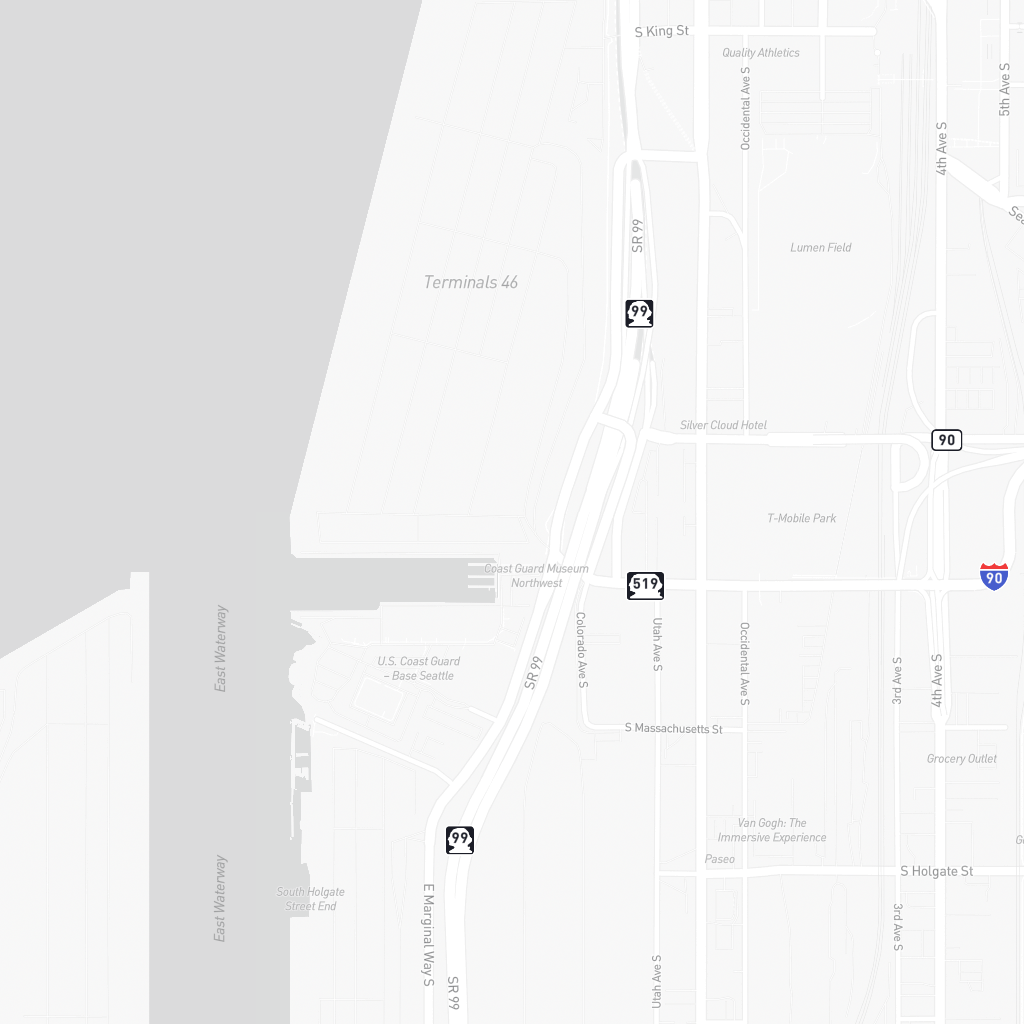 S King St
Quality Athletics
Occidental Ave S
5th Ave S
4th Ave S
SR 99
Lumen Field
Terminals 46
99
Silver Cloud Hotel
90
T-Mobile Park
Coast Guard Museum
Northwest
519
90
East Waterway
Colorado Ave S
Utah Ave S
Occidental Ave S
U.S. Coast Guard
– Base Seattle
SR 99
3rd Ave S
4th Ave S
S Massachusetts St
Grocery Outlet
Van Gogh: The
Immersive Experience
99
Paseo
S Holgate St
East Waterway
South Holgate
Street End
E Marginal Way S
3rd Ave S
SR 99
Utah Ave S